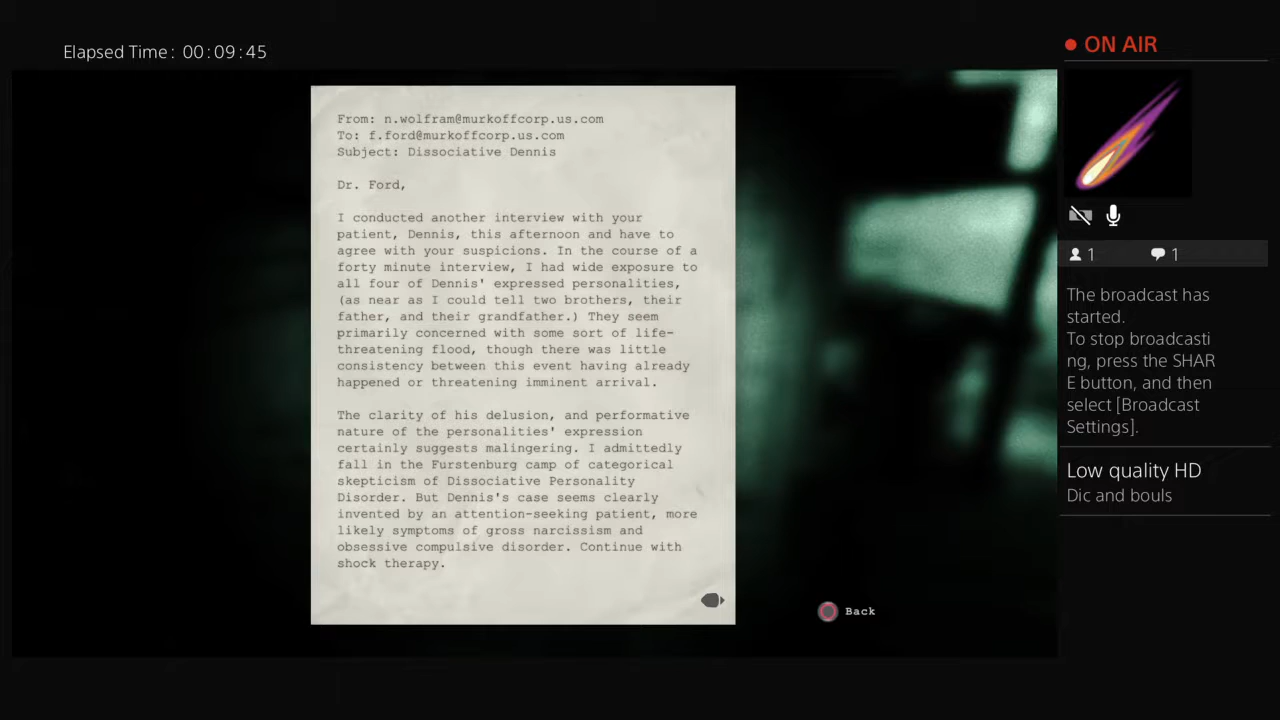 Elapsed Time: 00:09:45
ON AIR
From: n.wolfram@murkoffcorp.us.com
To: f.ford@murkoffcorp.us.com
Subject: Dissociative Dennis
Dr. Ford,
I conducted another interview with your
patient, Dennis, this afternoon and have to
agree with your suspicions. In the course of a
forty minute interview, I had wide exposure to
all four of Dennis' expressed personalities,
(as near as I could tell two brothers, their
father, and their grandfather.) They seem
primarily concerned with some sort of life-
threatening flood, though there was little
consistency between this event having already
happened or threatening imminent arrival.
The clarity of his delusion, and performative
nature of the personalities' expression
certainly suggests malingering. I admittedly
fall in the Furstenburg camp of categorical
skepticism of Dissociative Personality
Disorder. But Dennis's case seems clearly
invented by an attention-seeking patient, more
likely symptoms of gross narcissism and
obsessive compulsive disorder. Continue with
shock therapy.
Back
1
1
The broadcast has
started.
To stop broadcasti
ng, press the SHAR
E button, and then
select [Broadcast
Settings].
Low quality HD
Dic and bouls